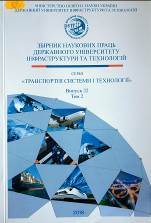 МІНІСТЕРСТВО ОСВІТИ І НАУКИ УКРАЇНИ
ДЕРЖАВНИЙ УНІВЕРСИТЕТ ІНФРАСТРУКТУРИ ТА ТЕХНОЛОГІЙ
ЗБІРНИК НАУКОВИХ ПРАЦЬ
ДЕРЖАВНОГО УНІВЕРСИТЕТУ
ІНФРАСТРУКТУРИ ТА ТЕХНОЛОГІЙ
СЕРІЯ
«ТРАНСПОРТНІ СИСТЕМИ І ТЕХНОЛОГІЇ»
Випуск 32
Том 2
2018